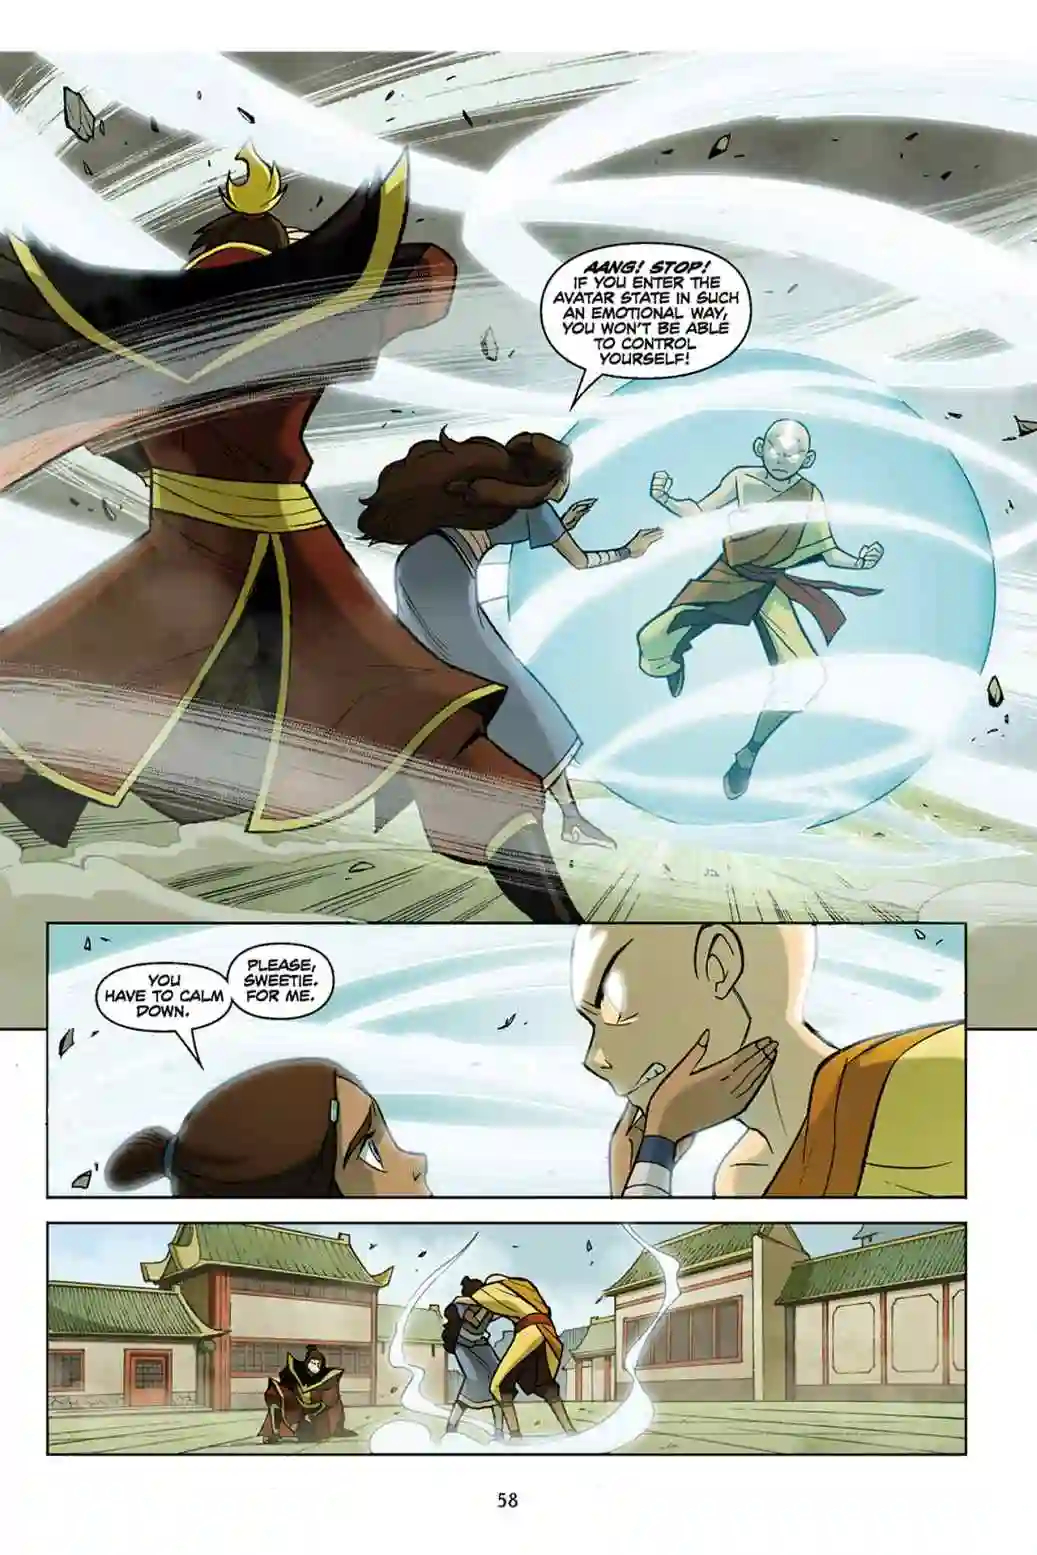 AANG! STOP!
IF YOU ENTER THE
AVATAR STATE IN SUCH
AN EMOTIONAL WAY,
YOU WON'T BE ABLE
TO CONTROL
YOURSELF!
YOU
HAVE TO CALM
DOWN.
PLEASE,
SWEETIE.
FOR ME.
58